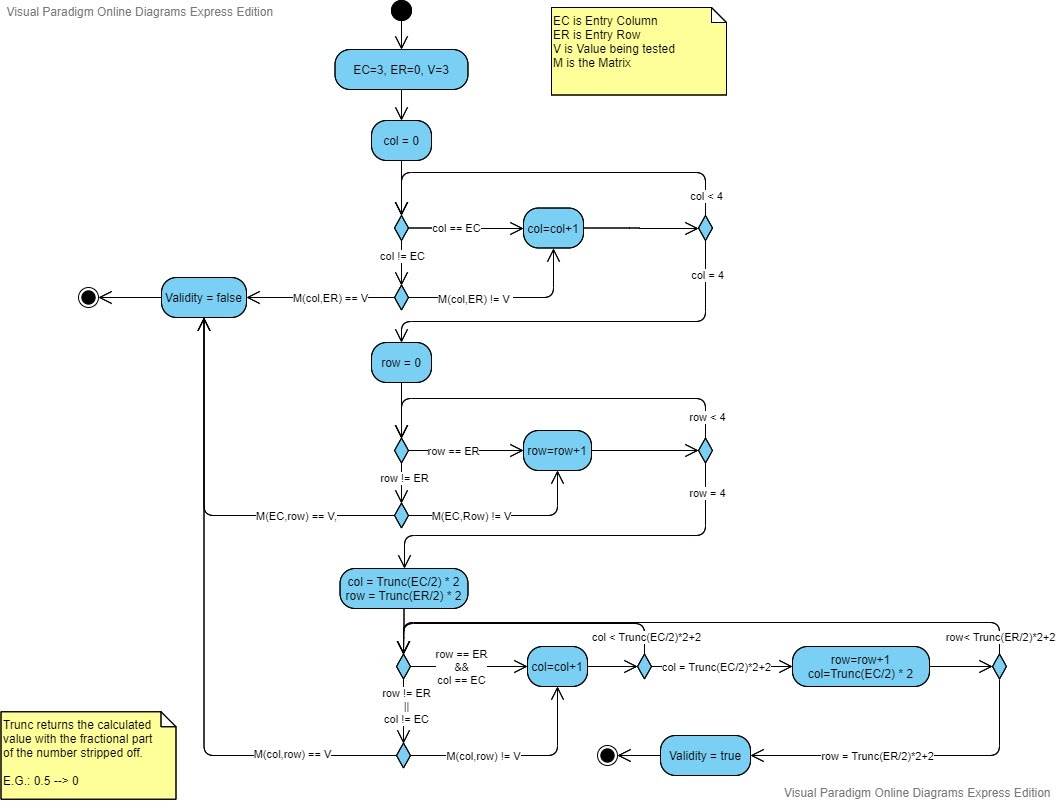 Visual Paradigm Online Diagrams Express Edition
EC is Entry Column
ER is Entry Row
V is Value being tested
M is the Matrix
EC=3, ER=0, V=3
col = 0
col < 4
col == EC
col=col+1
col != EC
col = 4
Validity = false
M(col,ER) == V
M(col,ER) != V
row = 0
row < 4
row == ER
row=row+1
row != ER
row = 4
M(EC,row) == V,
M(EC,Row) != V
col = Trunc(EC/2) * 2
row = Trunc(ER/2) * 2
col < Trunc(EC/2)*2+2
row< Trunc(ER/2)*2+2
row == ER
&&
col == EC
col=col+1
col = Trunc(EC/2)*2+2
row=row+1
col=Trunc(EC/2) * 2
row != ER
||
col != EC
Trunc returns the calculated
value with the fractional part
of the number stripped off.
E.G.: 0.5 --> 0
M(col,row) == V
M(col,row) != V
Validity = true
row = Trunc(ER/2)*2+2
Visual Paradigm Online Diagrams Express Edition